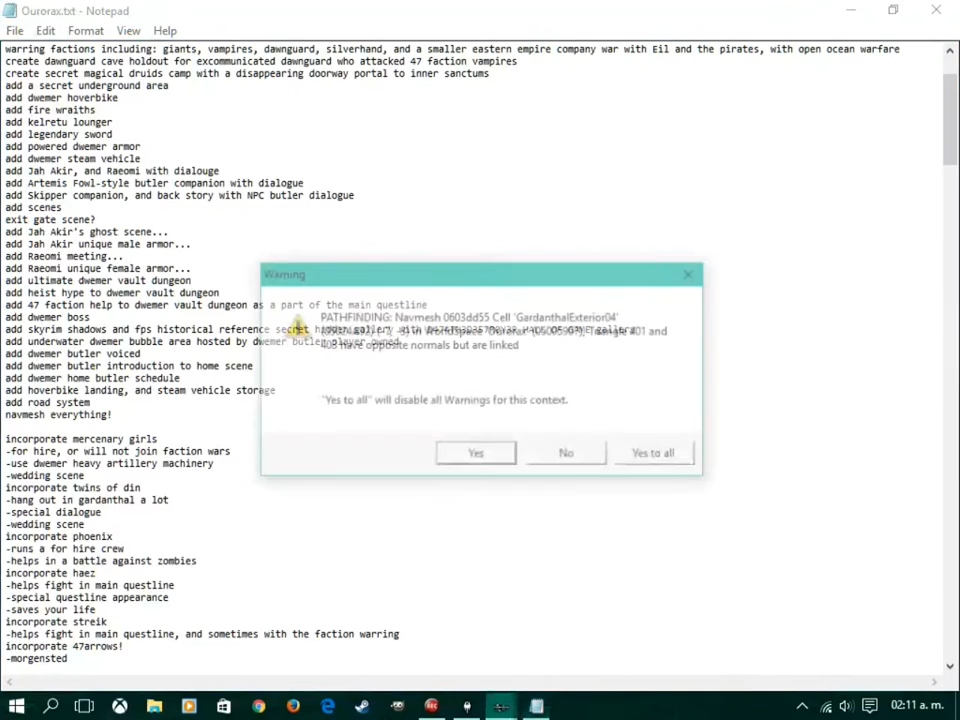 Ourorax.txt - Notepad
File Edit Format View Help
warring factions including: giants, vampires, dawnguard, silverhand, and a smaller eastern empire company war with Eil and the pirates, with open ocean warfare
create dawnguard cave holdout for excommunicated dawnguard who attacked 47 faction vampires
create secret magical druids camp with a disappearing doorway portal to inner sanctums
add a secret underground area
add dwemer hoverbike
add fire wraiths
add kelretu lounger
add legendary sword
add powered dwemer armor
add dwemer steam vehicle
add Jah Akir, and Raeomi with dialouge
add Artemis Fowl-style butler companion with dialogue
add Skipper companion, and back story with NPC butler dialogue
add scenes
exit gate scene?
add Jah Akir's ghost scene...
add Jah Akir unique male armor...
add Raeomi meeting...
add Raeomi unique female armor...
add ultimate dwemer vault dungeon
add heist hype to dwemer vault dungeon
add 47 faction help to dwemer vault dungeon as a part of the main questline
add dwemer boss
add skyrim shadows and fps historical reference secret hidden gallery with
add underwater dwemer bubble area hosted by dwemer butler player owned
add dwemer butler voiced
add dwemer butler introduction to home scene
add dwemer home butler schedule
add hoverbike landing, and steam vehicle storage
add road system
navmesh everything!
incorporate mercenary girls
-for hire, or will not join faction wars
-use dwemer heavy artillery machinery
-wedding scene
incorporate twins of din
-hang out in gardanthal a lot
-special dialogue
-wedding scene
incorporate phoenix
-runs a for hire crew
-helps in a battle against zombies
incorporate haez
-helps fight in main questline
-special questline appearance
-saves your life
incorporate streik
-helps fight in main questline, and sometimes with the faction warring
incorporate 47arrows!
-morgensted
Warning
PATHFINDING: Navmesh 0603dd55 Cell 'GardanthalExterior04'
in WorldSpace 'Ourorax' Triangle #01 and
403 have opposite normals but are linked
"Yes to all" will disable all Warnings for this context.
Yes No Yes to all
02:11 a. m.